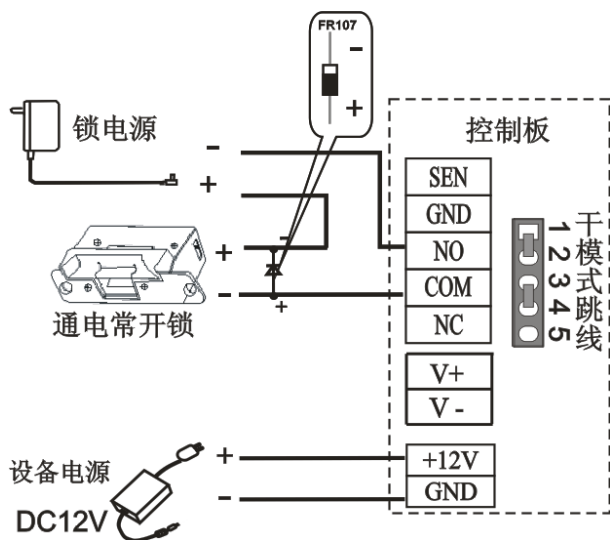 FR107
-
+
锁电源
-
+
控制板
SEN
GND
NO
COM
NC
V+
V -
+12V
GND
干模式跳线
1 2 3 4 5
-
+
+
-
通电常开锁
设备电源
DC12V
+
-